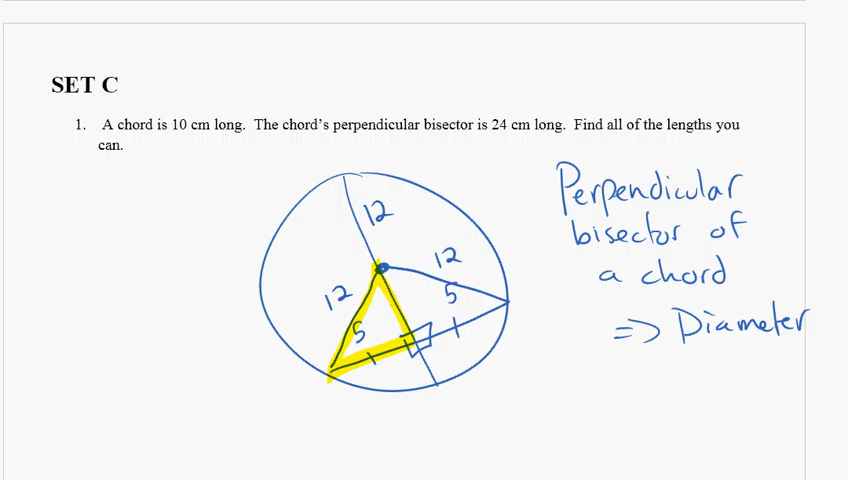 SET C
1. A chord is 10 cm long. The chord's perpendicular bisector is 24 cm long. Find all of the lengths you
can.
Perpendicular
bisector of
a chord
=> Diameter
12
12
5
12
5